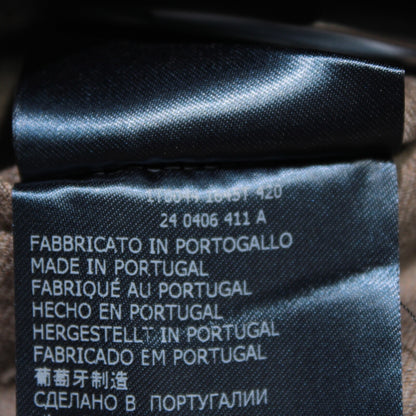 420
24 0406 411 A
FABBRICATO IN PORTOGALLO
MADE IN PORTUGAL
FABRIQUÉ AU PORTUGAL
HECHO EN PORTUGAL
HERGESTELLT IN PORTUGAL
FABRICADO EM PORTUGAL
葡萄牙制造
СДЕЛАНО В ПОРТУГАЛИИ